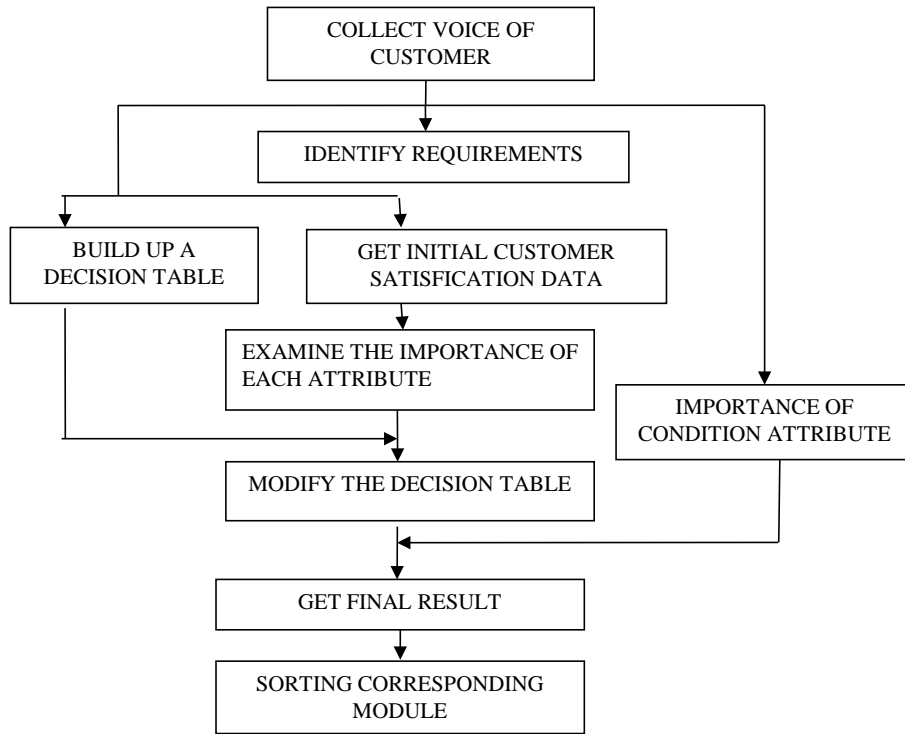 COLLECT VOICE OF
CUSTOMER
IDENTIFY REQUIREMENTS
BUILD UP A
DECISION TABLE
GET INITIAL CUSTOMER
SATISFICATION DATA
EXAMINE THE IMPORTANCE OF
EACH ATTRIBUTE
IMPORTANCE OF
CONDITION ATTRIBUTE
MODIFY THE DECISION TABLE
GET FINAL RESULT
SORTING CORRESPONDING
MODULE